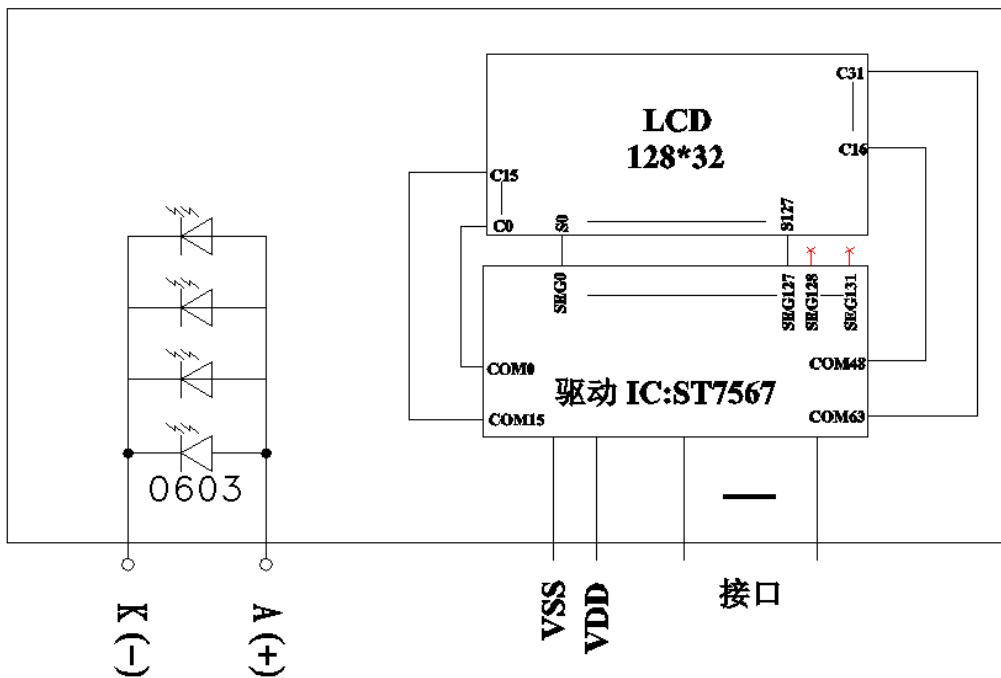 LCD
128*32
C31
C16
C15
C0
S0
S127
SEG0
SEG127
SEG128
SEG131
COM0
COM15
COM48
COM63
驱动 IC:ST7567
0603
K(-)
A(+)
VSS
VDD
接口